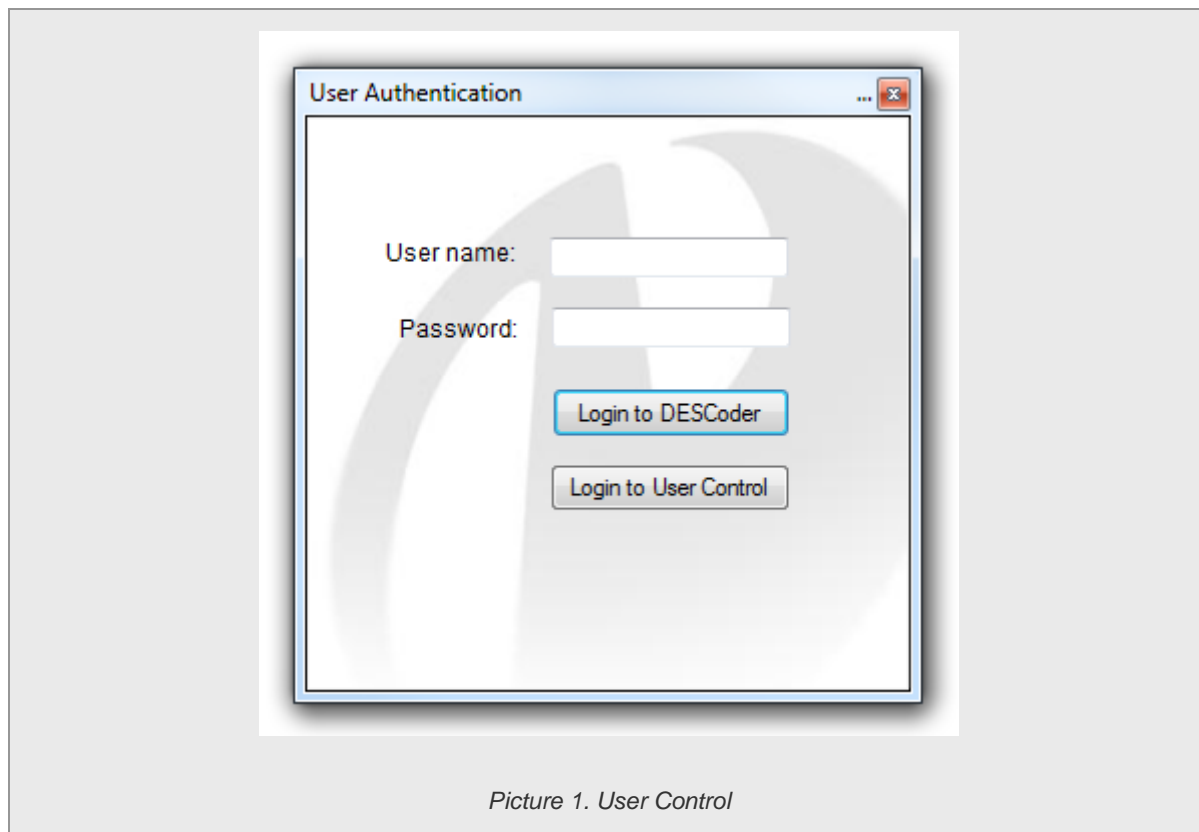 User Authentication ...
User name:
Password:
Login to DESCoder
Login to User Control
Picture 1. User Control